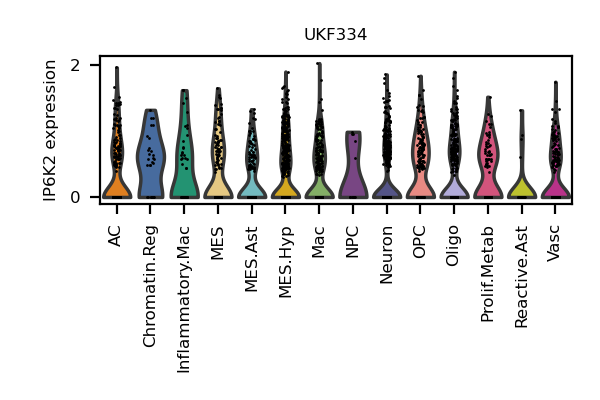 UKF334
IP6K2 expression
2
0
AC
Chromatin.Reg
Inflammatory.Mac
MES
MES.Ast
MES.Hyp
Mac
NPC
Neuron
OPC
Oligo
Prolif.Metab
Reactive.Ast
Vasc